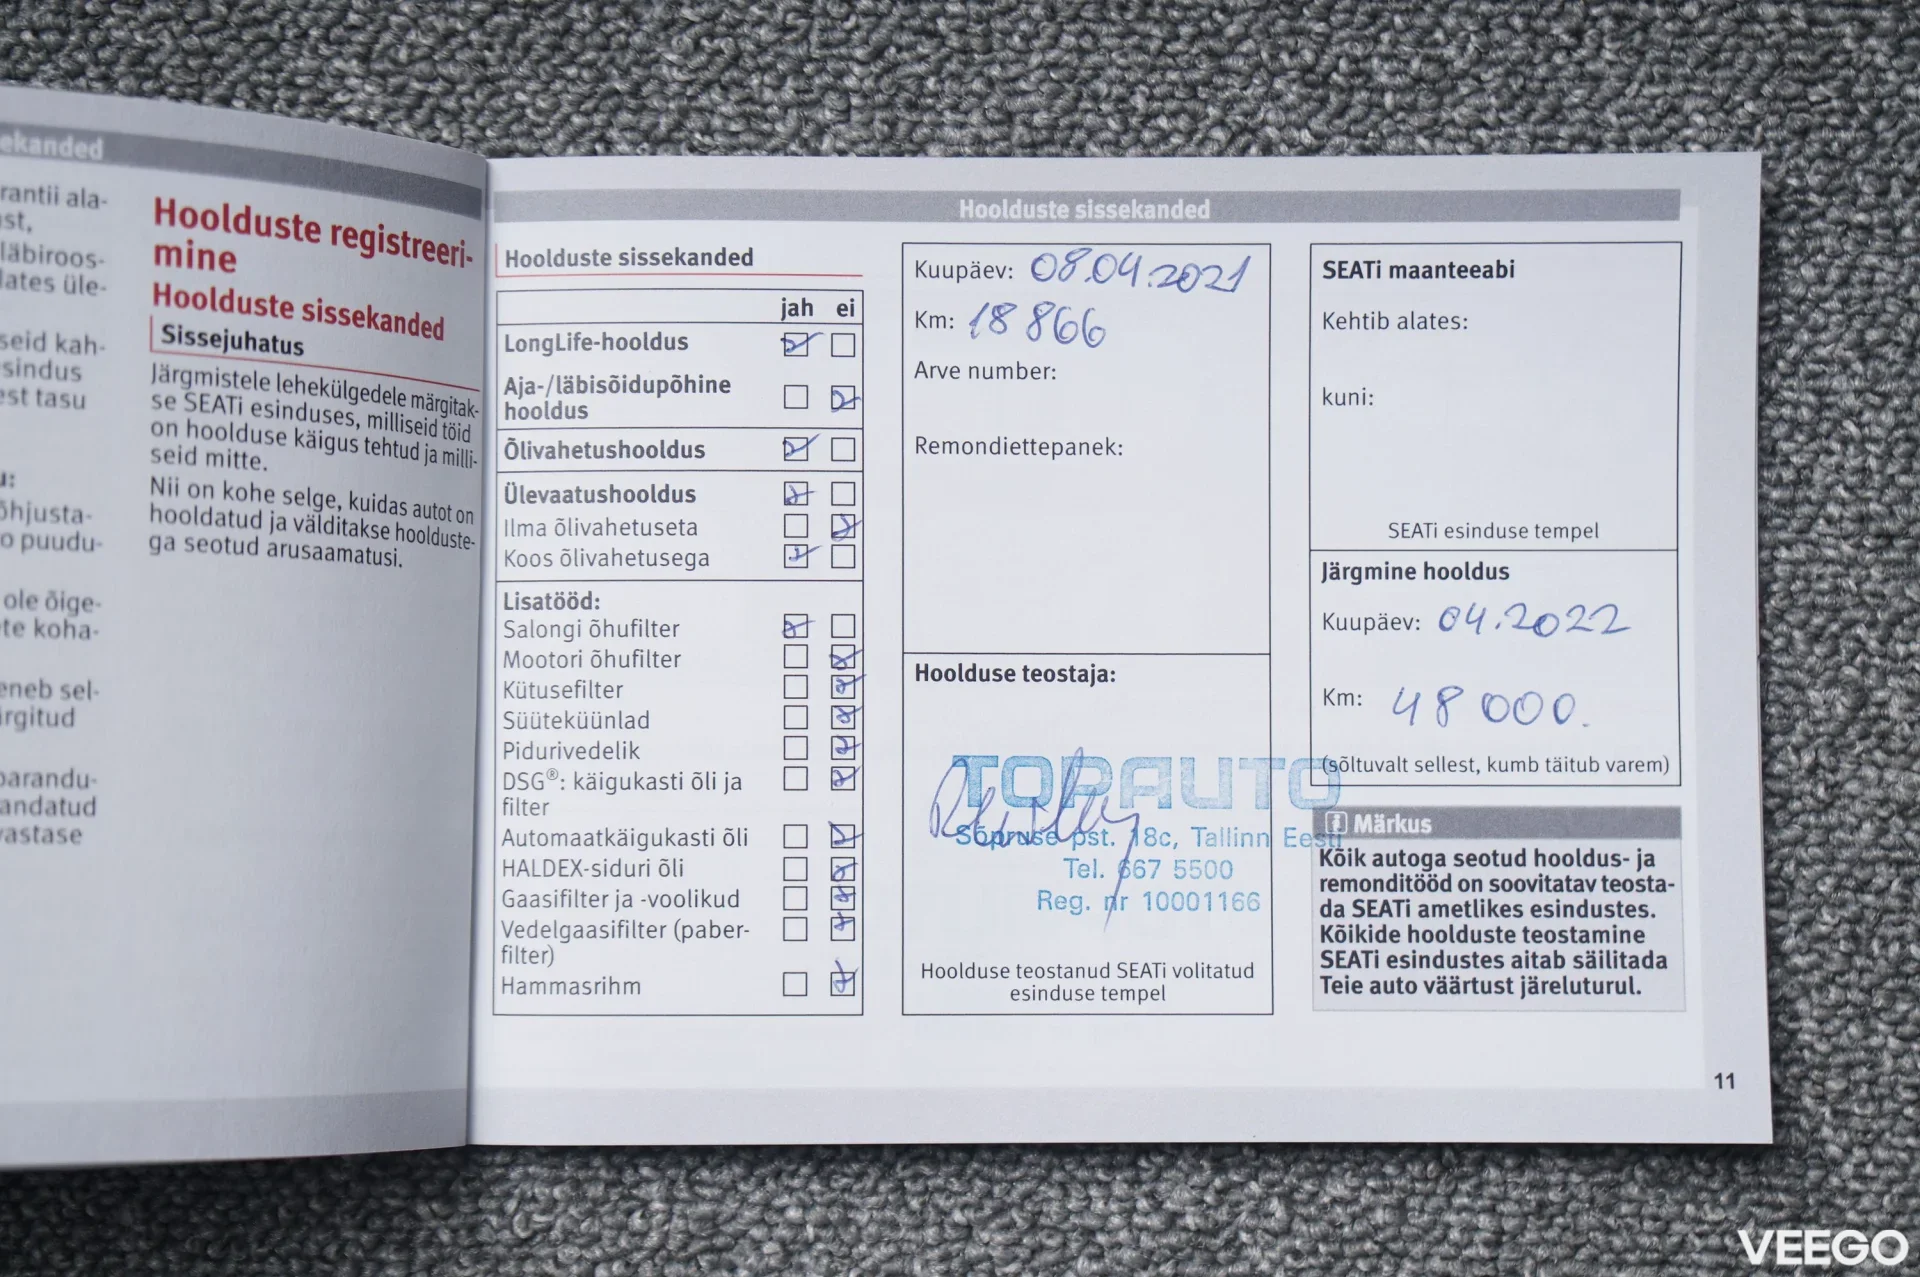 ekanded
rantii ala-
st,
läbiroos-
lates üle-
seid kah-
sindus
est tasu
u:
õhjusta-
o puudu-
ole õige-
te koha-
eneb sel-
rgitud
parandu-
andatud
vastase
Hoolduste registreeri-
mine
Hoolduste sissekanded
Sissejuhatus
Järgmistele lehekülgedele märgitak-
se SEATi esinduses, milliseid töid
on hoolduse käigus tehtud ja milli-
seid mitte.
Nii on kohe selge, kuidas autot on
hooldatud ja välditakse hoolduste-
ga seotud arusaamatusi.
Hoolduste sissekanded
Hoolduste sissekanded
jah ei
LongLife-hooldus
Aja-/läbisõidupõhine
hooldus
Õlivahetushooldus
Ülevaatushooldus
Ilma õlivahetuseta
Koos õlivahetusega
Lisatööd:
Salongi õhufilter
Mootori õhufilter
Kütusefilter
Süüteküünlad
Pidurivedelik
DSG®: käigukasti õli ja
filter
Automaatkäigukasti õli
HALDEX-siduri õli
Gaasifilter ja -voolikud
Vedelgaasifilter (paber-
filter)
Hammasrihm
Kuupäev: 08.04.2021
Km: 18 866
Arve number:
Remondiettepanek:
Hoolduse teostaja:
TOPAUTO
Sõpruse pst. 18c, Tallinn Eesti
Tel. 667 5500
Reg. nr 10001166
Hoolduse teostanud SEATi volitatud
esinduse tempel
SEATi maanteeabi
Kehtib alates:
kuni:
SEATi esinduse tempel
Järgmine hooldus
Kuupäev: 04.2022
Km: 48 000.
(sõltuvalt sellest, kumb täitub varem)
Märkus
Kõik autoga seotud hooldus- ja
remonditööd on soovitatav teosta-
da SEATi ametlikes esindustes.
Kõikide hoolduste teostamine
SEATi esindustes aitab säilitada
Teie auto väärtust järeluturul.
11
VEEGO